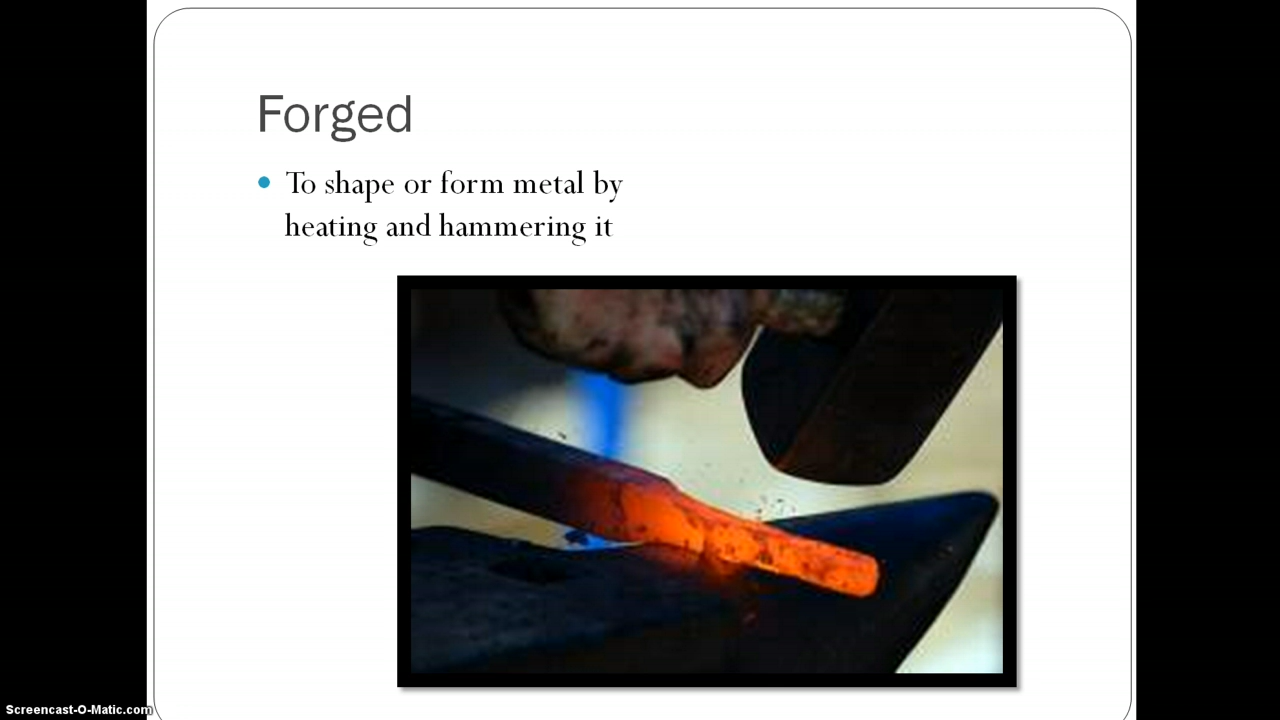 Forged
To shape or form metal by
heating and hammering it
Screencast-O-Matic.com